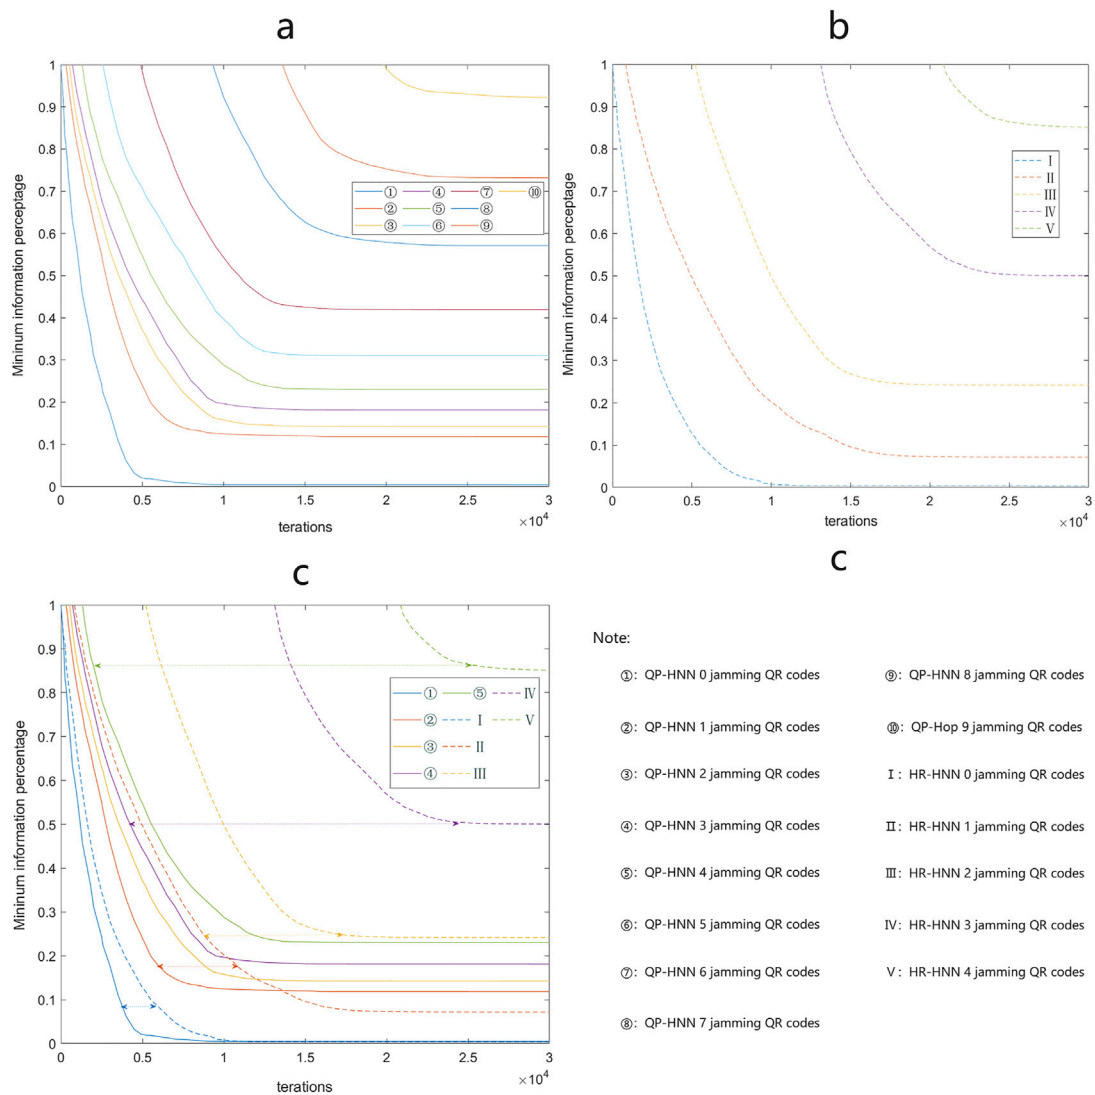 a
b
1
0.9
0.8
0.7
0.6
0.5
0.4
0.3
0.2
0.1
0
0 0.5 1 1.5 2 2.5 3
×10⁴
terations
Mininum information perceptage
① ④ ⑦ ⑩
② ⑤ ⑧
③ ⑥ ⑨
1
0.9
0.8
0.7
0.6
0.5
0.4
0.3
0.2
0.1
0
0 0.5 1 1.5 2 2.5 3
×10⁴
terations
Mininum information perceptage
Ⅰ
Ⅱ
Ⅲ
Ⅳ
Ⅴ
c
1
0.9
0.8
0.7
0.6
0.5
0.4
0.3
0.2
0.1
0
0 0.5 1 1.5 2 2.5 3
×10⁴
terations
Mininum information percentage
① ⑤ Ⅳ
② Ⅰ Ⅴ
③ Ⅱ
④ Ⅲ
c
Note:
①: QP-HNN 0 jamming QR codes
⑨: QP-HNN 8 jamming QR codes
②: QP-HNN 1 jamming QR codes
⑩: QP-Hop 9 jamming QR codes
③: QP-HNN 2 jamming QR codes
Ⅰ: HR-HNN 0 jamming QR codes
④: QP-HNN 3 jamming QR codes
Ⅱ: HR-HNN 1 jamming QR codes
⑤: QP-HNN 4 jamming QR codes
Ⅲ: HR-HNN 2 jamming QR codes
⑥: QP-HNN 5 jamming QR codes
Ⅳ: HR-HNN 3 jamming QR codes
⑦: QP-HNN 6 jamming QR codes
Ⅴ: HR-HNN 4 jamming QR codes
⑧: QP-HNN 7 jamming QR codes